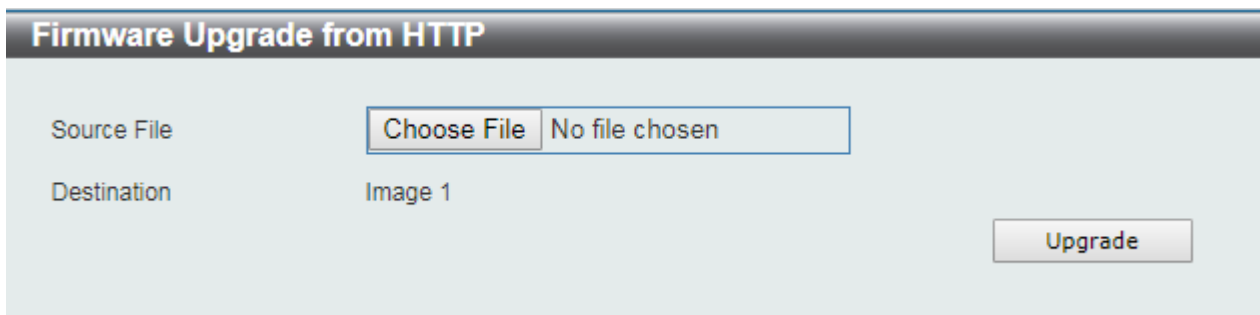 Firmware Upgrade from HTTP
Source File Choose File No file chosen
Destination Image 1
Upgrade